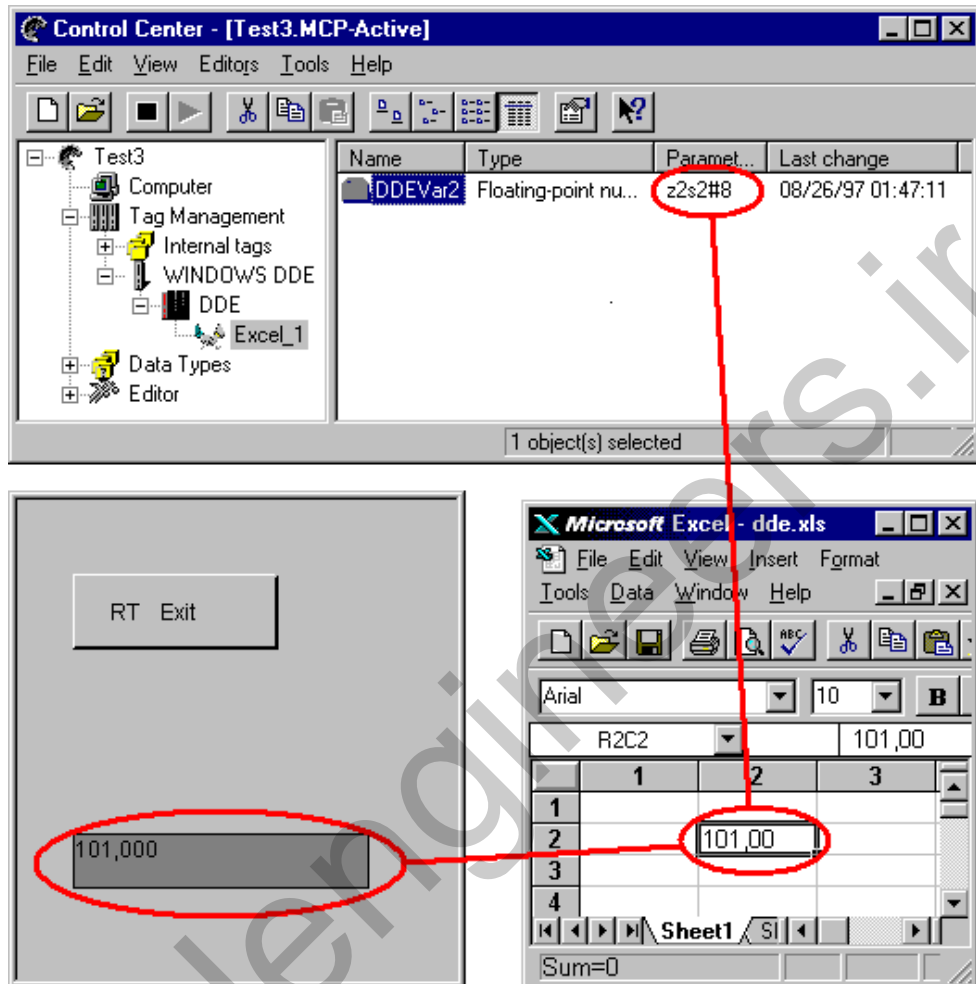 Control Center - [Test3.MCP-Active]
File Edit View Editors Tools Help
Test3
Computer
Tag Management
Internal tags
WINDOWS DDE
DDE
Excel_1
Data Types
Editor
Name Type Paramet... Last change
DDEVar2 Floating-point nu... z2s2#8 08/26/97 01:47:11
1 object(s) selected
RT Exit
101,000
Microsoft Excel - dde.xls
File Edit View Insert Format
Tools Data Window Help
ABC
Arial 10 B
R2C2 101,00
1 2 3
1
2 101,00
3
4
Sheet1 Sl
Sum=0
lengineers.ir